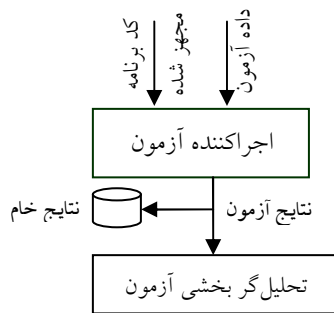 کد برنامه
مجهز شده
داده آزمون
اجراکننده آزمون
نتایج خام
نتایج آزمون
تحلیل‌گر بخشی آزمون